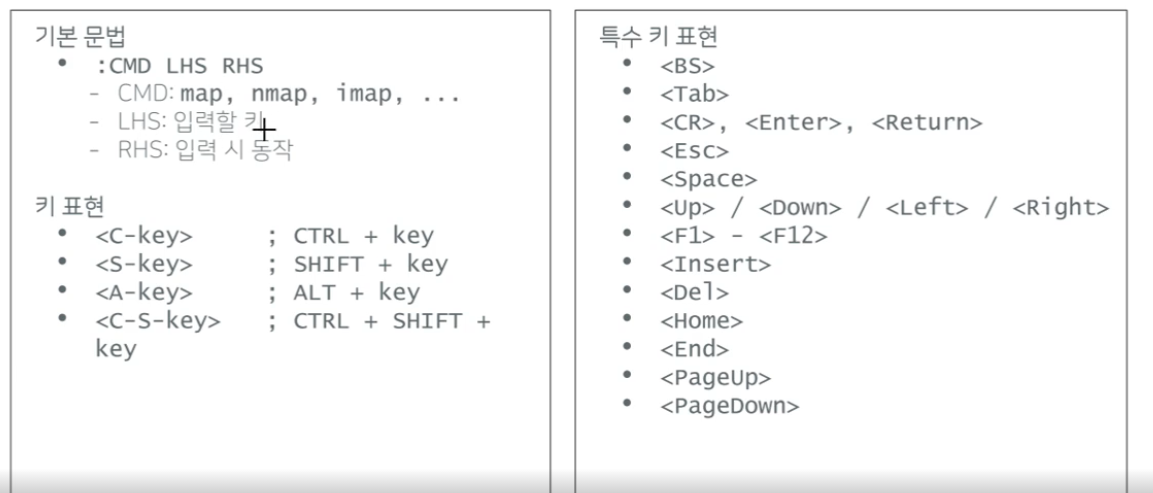 기본 문법
• :CMD LHS RHS
- CMD: map, nmap, imap, ...
- LHS: 입력할 키
- RHS: 입력 시 동작
키 표현
• <C-key> ; CTRL + key
• <S-key> ; SHIFT + key
• <A-key> ; ALT + key
• <C-S-key> ; CTRL + SHIFT +
key
특수 키 표현
• <BS>
• <Tab>
• <CR>, <Enter>, <Return>
• <Esc>
• <Space>
• <Up> / <Down> / <Left> / <Right>
• <F1> - <F12>
• <Insert>
• <Del>
• <Home>
• <End>
• <PageUp>
• <PageDown>